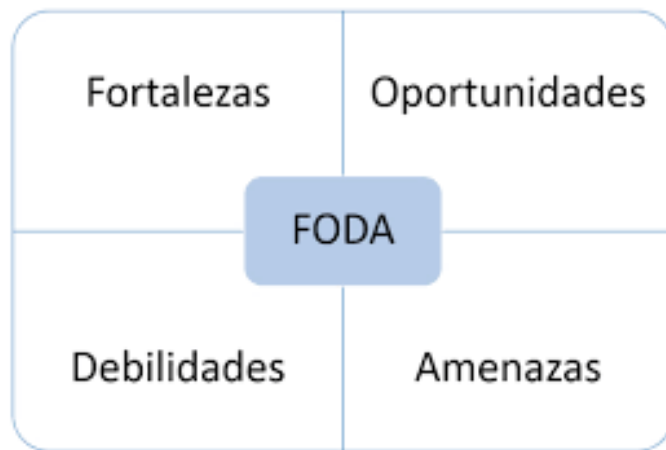 Fortalezas
Oportunidades
FODA
Debilidades
Amenazas